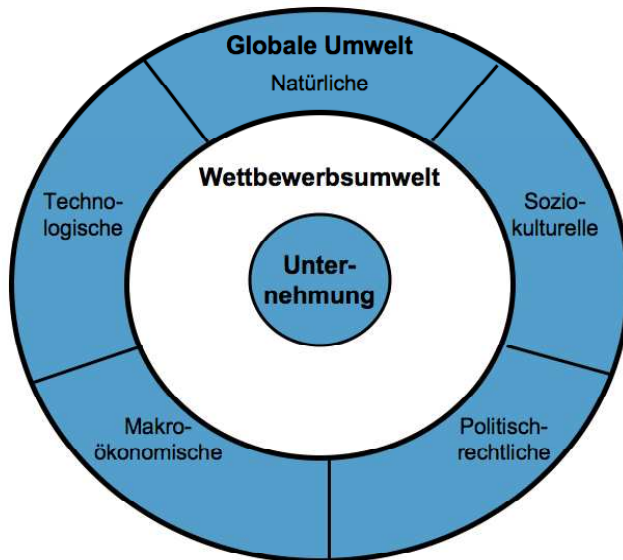 Globale Umwelt
Natürliche
Wettbewerbsumwelt
Techno-
logische
Sozio-
kulturelle
Unter-
nehmung
Makro-
ökonomische
Politisch-
rechtliche